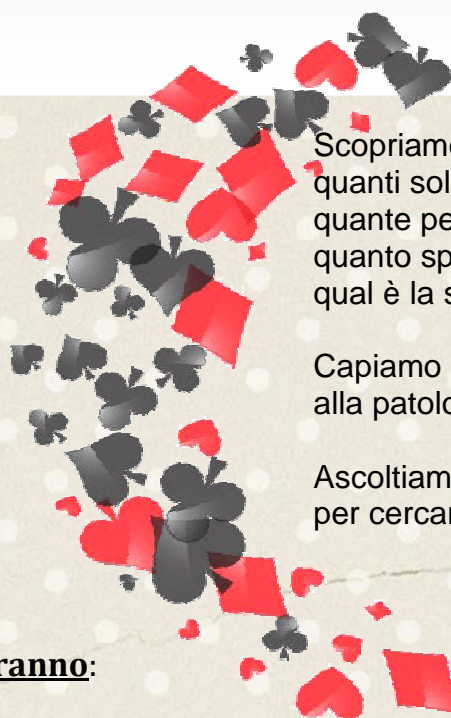 Scopriamo
quanti sol
quante pe
quanto sp
qual è la s
Capiamo
alla patolo
Ascoltiam
per cercar
ranno: